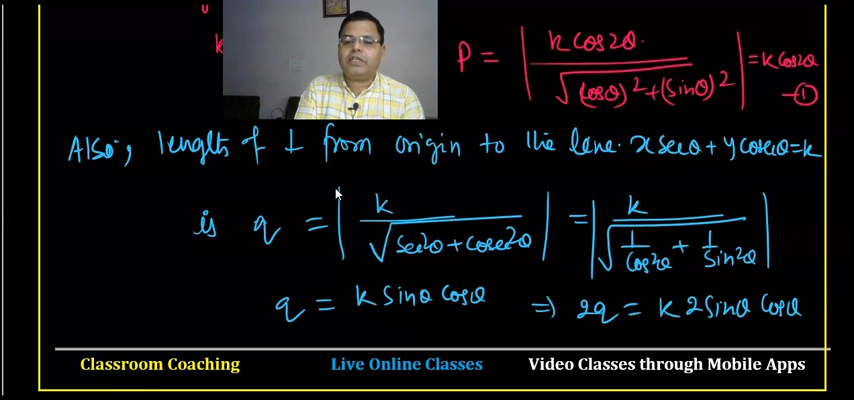 k
P = | k cos2θ / √((cosθ)² + (sinθ)²) | = k cos2θ —①
Also, length of ⊥ from origin to the line x secθ + y cosecθ = k
is q = | k / √(sec²θ + cosec²θ) | = | k / √(1/cos²θ + 1/sin²θ) |
q = k sinθ cosθ ⇒ 2q = k 2 sinθ cosθ
Classroom Coaching Live Online Classes Video Classes through Mobile Apps